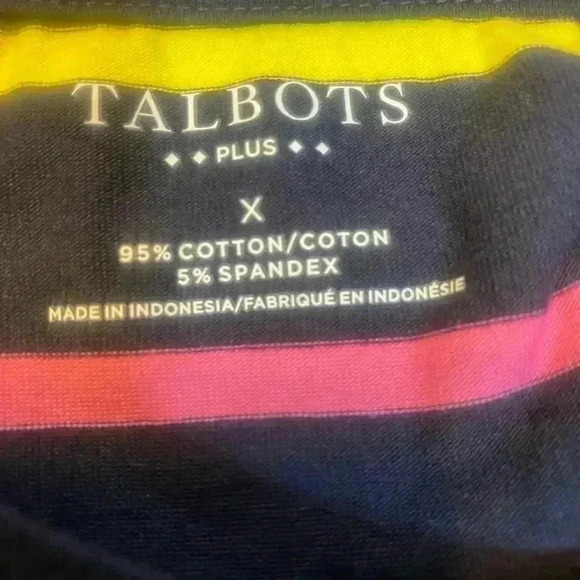 TALBOTS
◆ ◆ PLUS ◆ ◆
X
95% COTTON/COTON
5% SPANDEX
MADE IN INDONESIA/FABRIQUÉ EN INDONÉSIE